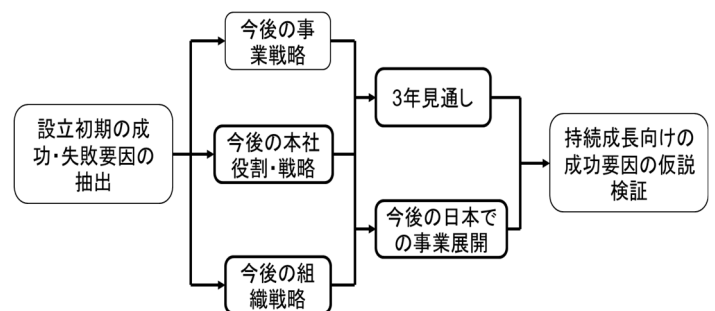 設立初期の成
功・失敗要因の
抽出
今後の事
業戦略
今後の本社
役割・戦略
今後の組
織戦略
3年見通し
今後の日本で
の事業展開
持続成長向けの
成功要因の仮説
検証